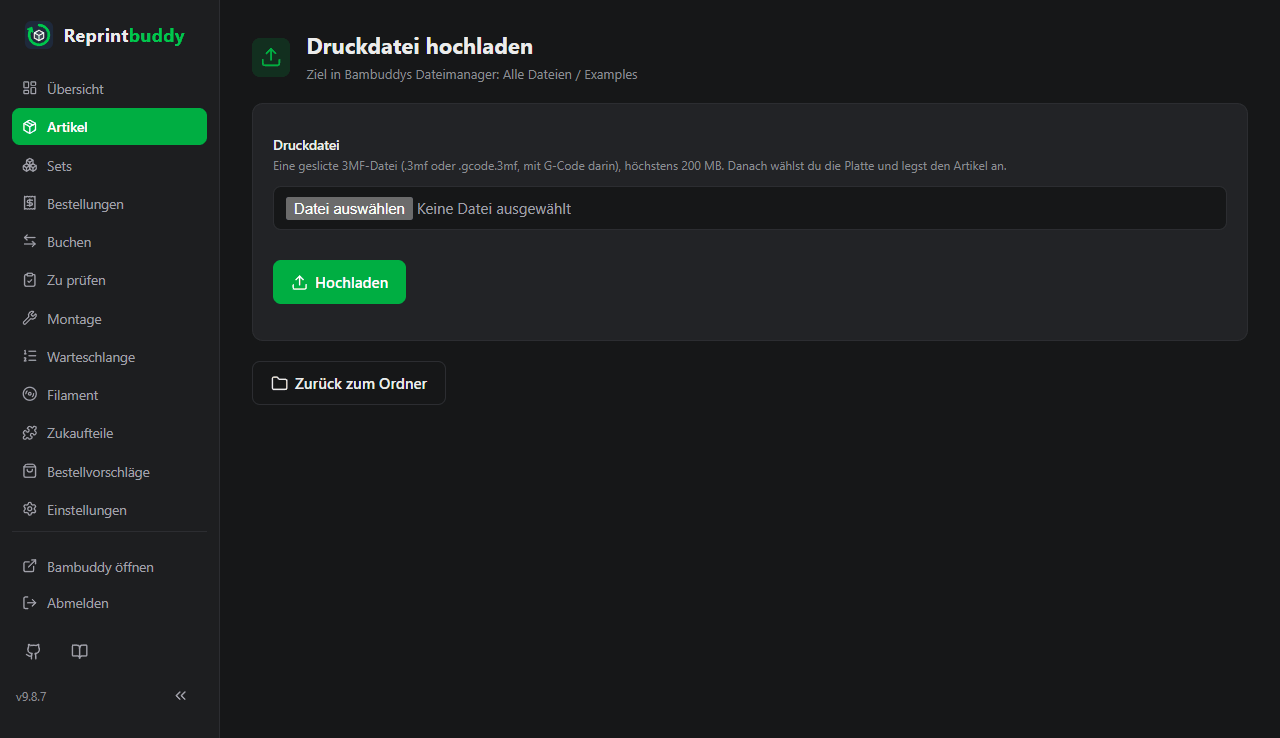 Reprintbuddy
Übersicht
Artikel
Sets
Bestellungen
Buchen
Zu prüfen
Montage
Warteschlange
Filament
Zukaufteile
Bestellvorschläge
Einstellungen
Bambuddy öffnen
Abmelden
v9.8.7
Druckdatei hochladen
Ziel in Bambuddys Dateimanager: Alle Dateien / Examples
Druckdatei
Eine geslicte 3MF-Datei (.3mf oder .gcode.3mf, mit G-Code darin), höchstens 200 MB. Danach wählst du die Platte und legst den Artikel an.
Datei auswählen Keine Datei ausgewählt
Hochladen
Zurück zum Ordner